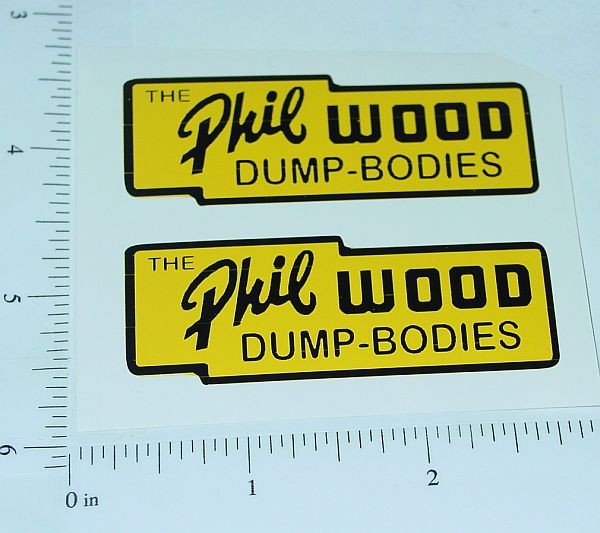 3
THE
Phil WOOD
DUMP-BODIES
4
THE
Phil WOOD
DUMP-BODIES
5
6
0 in 1 2